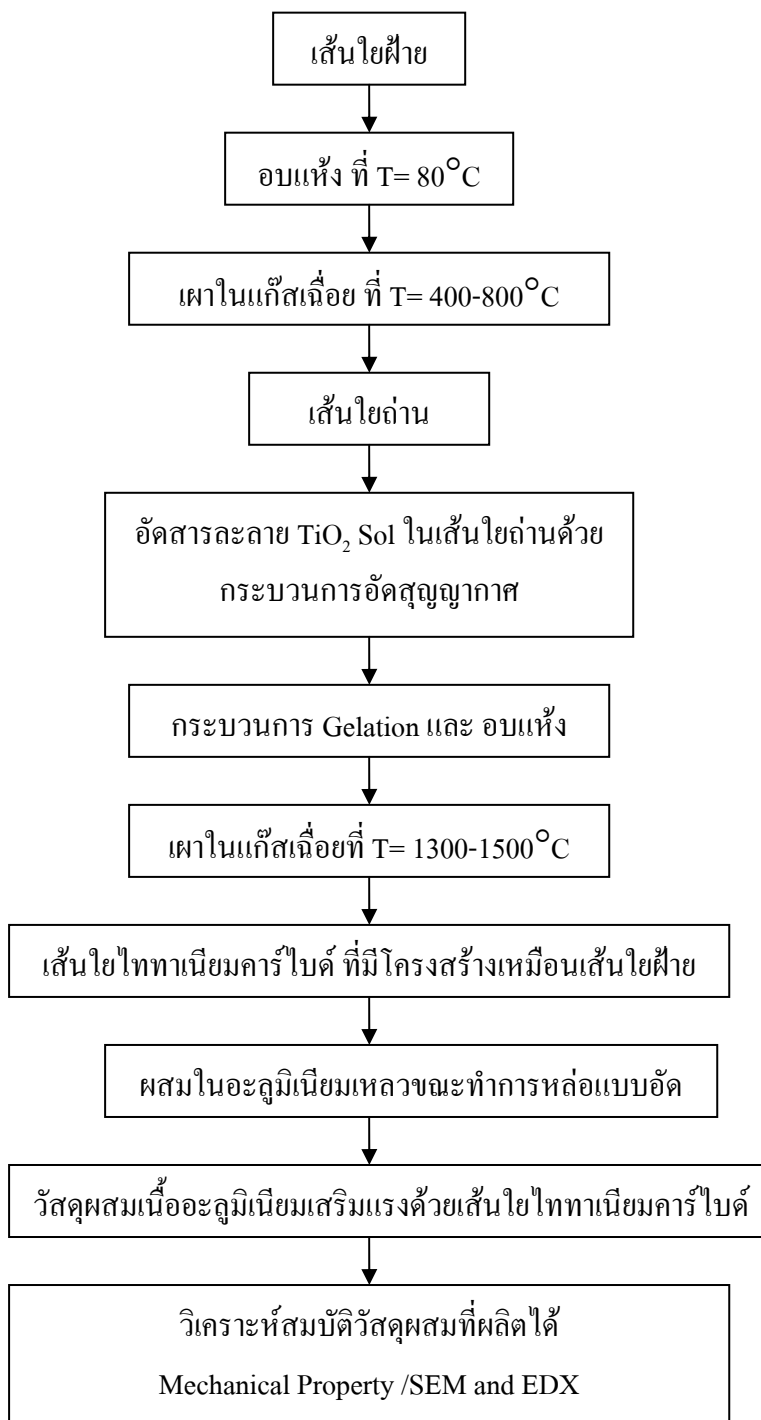 เส้นใยฝ้าย
อบแห้ง ที่ T= 80°C
เผาในแก๊สเฉื่อย ที่ T= 400-800°C
เส้นใยถ่าน
อัดสารละลาย TiO₂ Sol ในเส้นใยถ่านด้วย
กระบวนการอัดสุญญากาศ
กระบวนการ Gelation และ อบแห้ง
เผาในแก๊สเฉื่อยที่ T= 1300-1500°C
เส้นใยไททาเนียมคาร์ไบด์ ที่มีโครงสร้างเหมือนเส้นใยฝ้าย
ผสมในอะลูมิเนียมเหลวขณะทำการหล่อแบบอัด
วัสดุผสมเนื้ออะลูมิเนียมเสริมแรงด้วยเส้นใยไททาเนียมคาร์ไบด์
วิเคราะห์สมบัติวัสดุผสมที่ผลิตได้
Mechanical Property /SEM and EDX